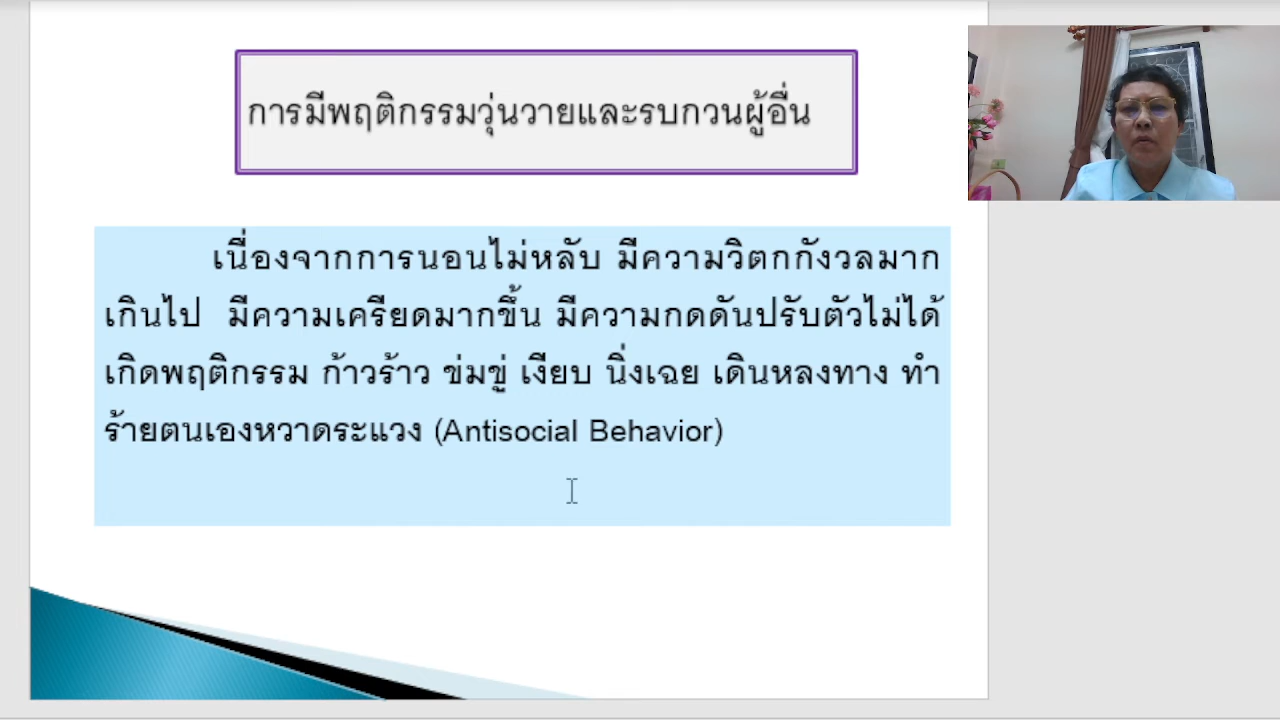 การมีพฤติกรรมวุ่นวายและรบกวนผู้อื่น
เนื่องจากการนอนไม่หลับ มีความวิตกกังวลมาก
เกินไป มีความเครียดมากขึ้น มีความกดดันปรับตัวไม่ได้
เกิดพฤติกรรม ก้าวร้าว ข่มขู่ เงียบ นิ่งเฉย เดินหลงทาง ทำ
ร้ายตนเองหวาดระแวง (Antisocial Behavior)